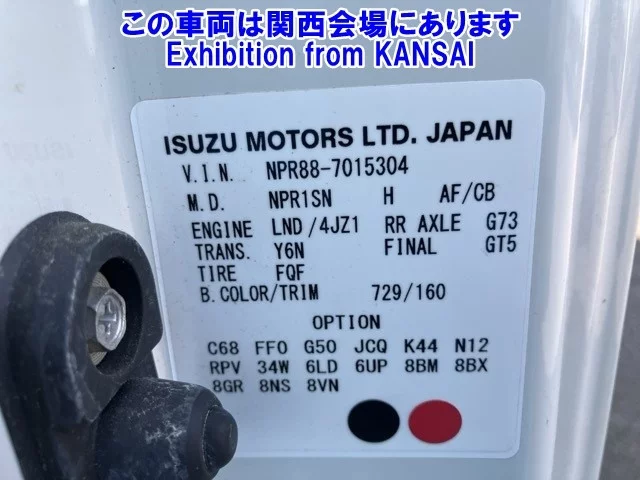 この車両は関西会場にあります
Exhibition from KANSAI
ISUZU MOTORS LTD. JAPAN
V.I.N. NPR88-7015304
M.D. NPR1SN H AF/CB
ENGINE LND/4JZ1 RR AXLE G73
TRANS. Y6N FINAL GT5
TIRE FQF
B.COLOR/TRIM 729/160
OPTION
C68 FF0 G50 JCQ K44 N12
RPV 34W 6LD 6UP 8BM 8BX
8GR 8NS 8VN